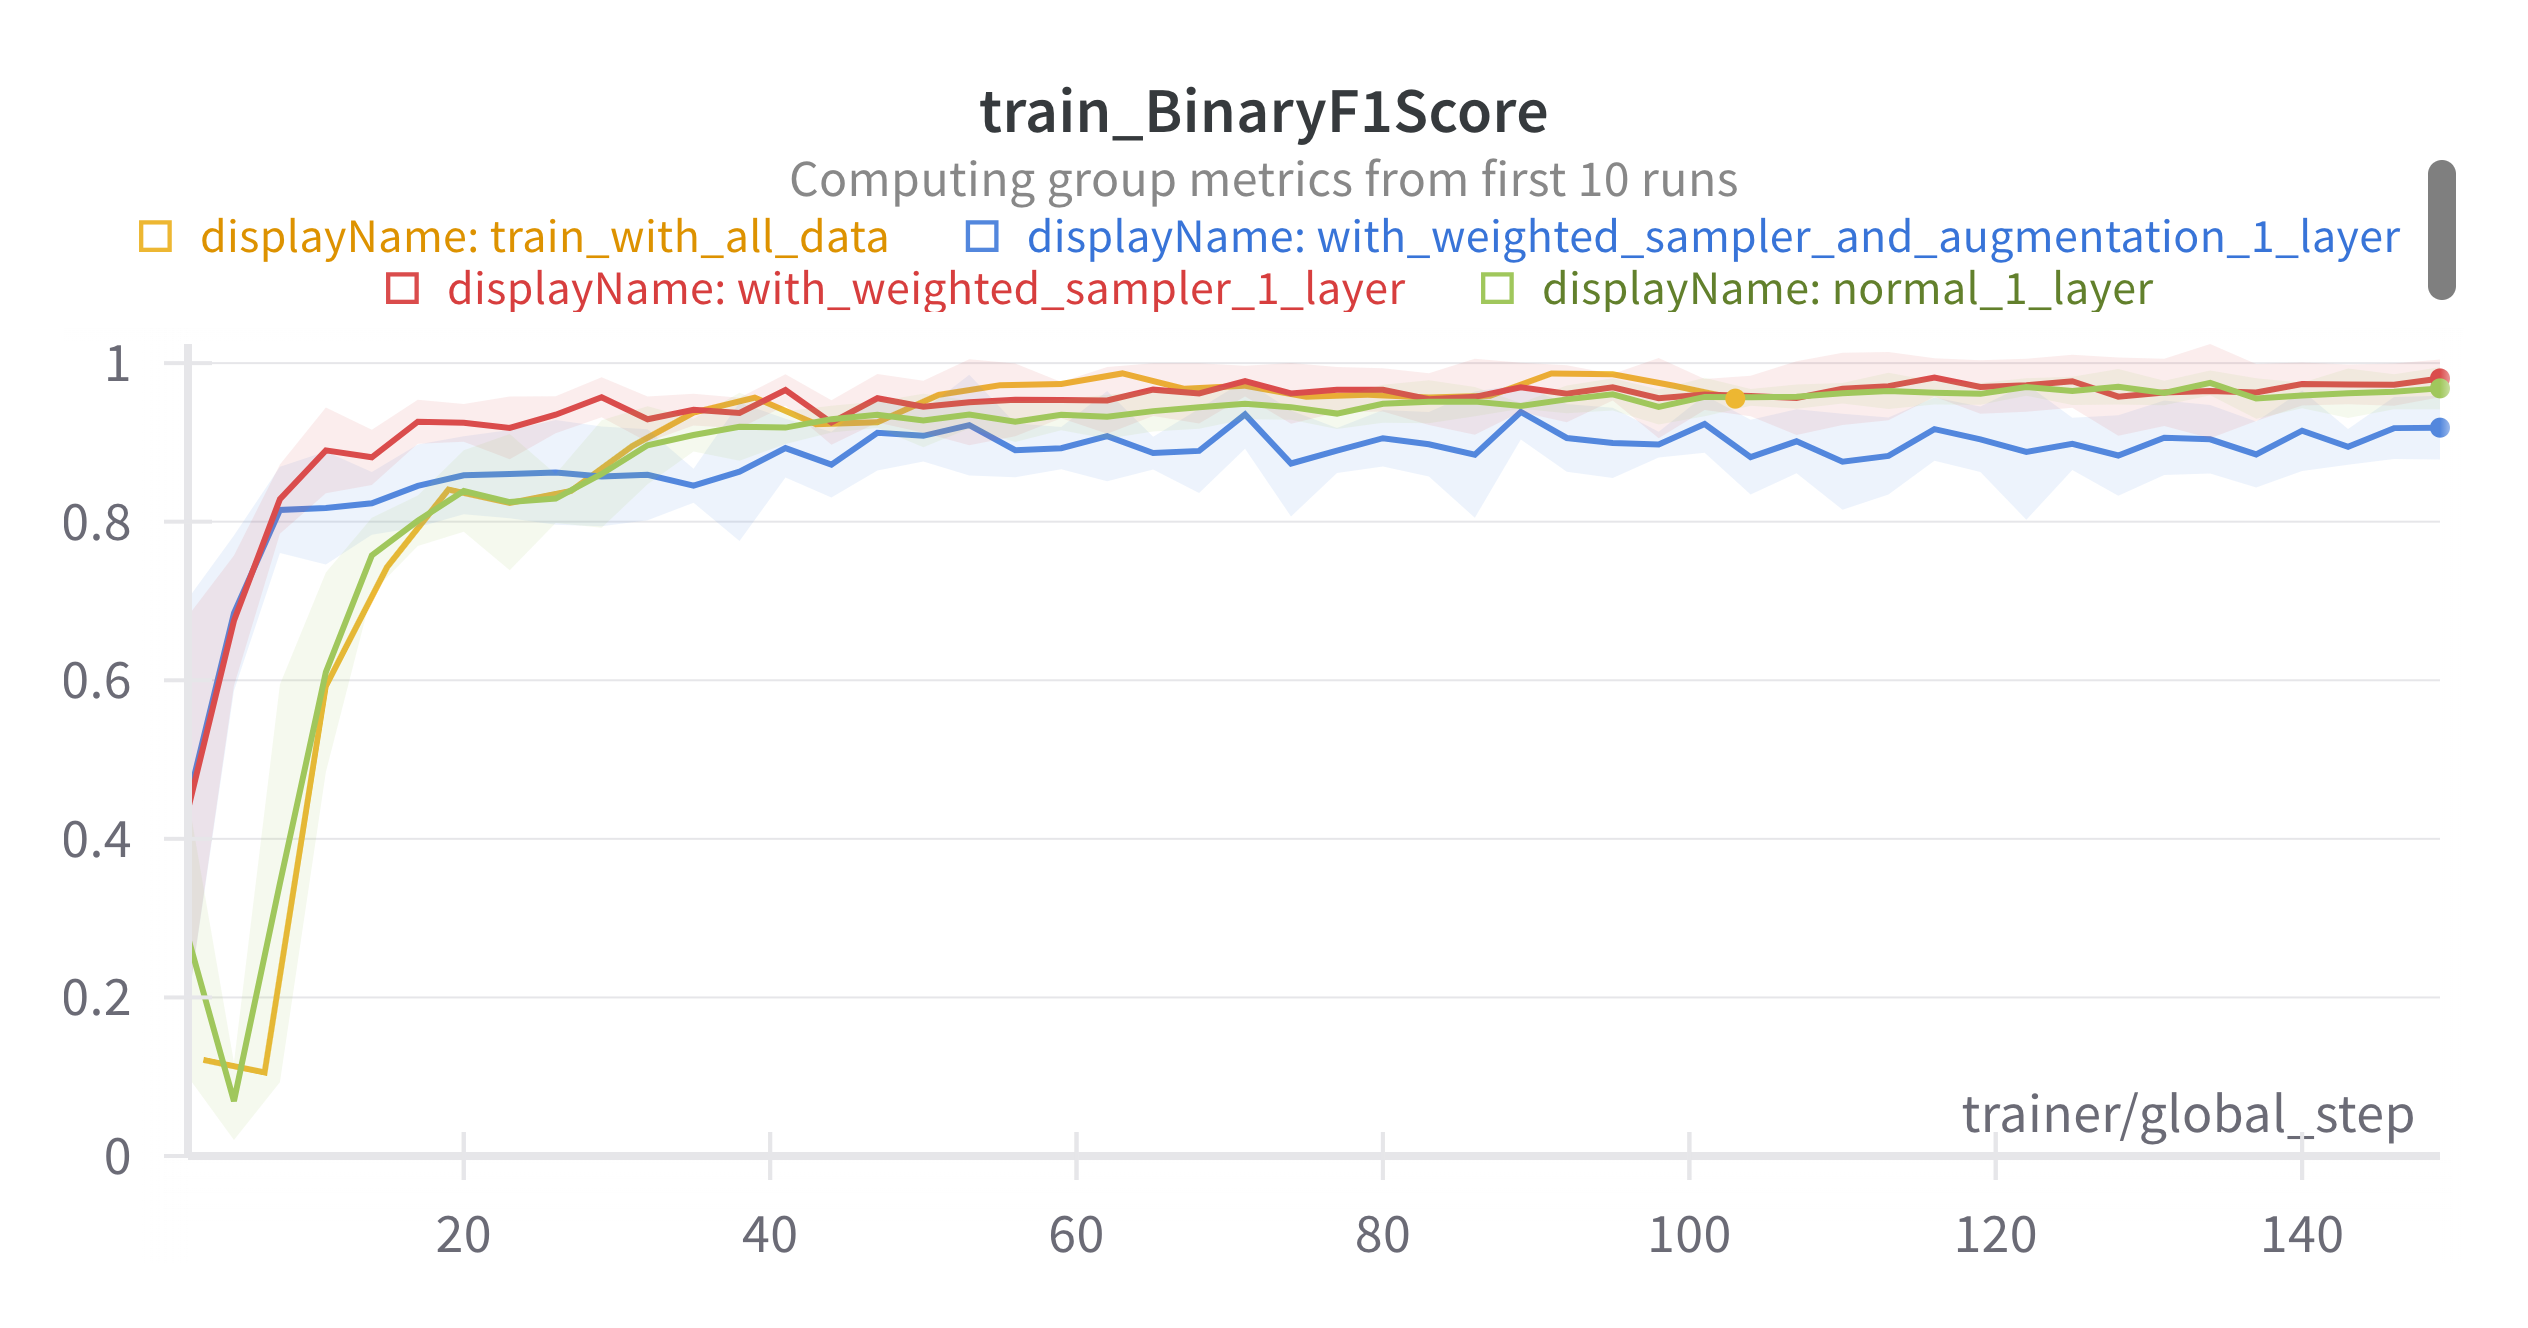 train_BinaryF1Score
Computing group metrics from first 10 runs
displayName: train_with_all_data displayName: with_weighted_sampler_and_augmentation_1_layer
displayName: with_weighted_sampler_1_layer displayName: normal_1_layer
1
0.8
0.6
0.4
0.2
0
trainer/global_step
20 40 60 80 100 120 140